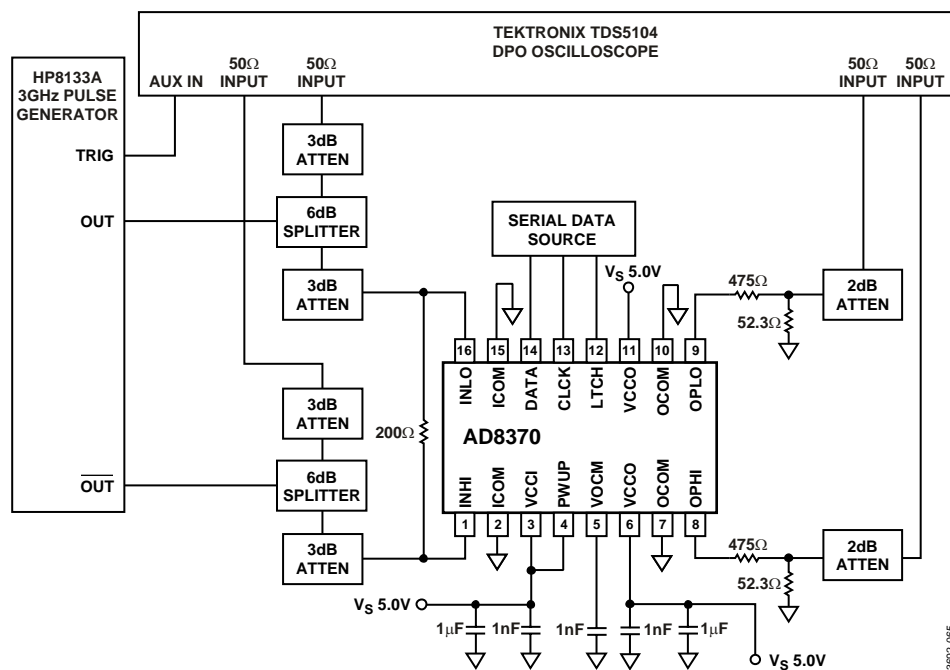 TEKTRONIX TDS5104
DPO OSCILLOSCOPE
HP8133A
3GHz PULSE
GENERATOR
AUX IN
50Ω
INPUT
50Ω
INPUT
50Ω
INPUT
50Ω
INPUT
TRIG
3dB
ATTEN
OUT
6dB
SPLITTER
SERIAL DATA
SOURCE
3dB
ATTEN
VS 5.0V
475Ω
2dB
ATTEN
52.3Ω
16
15
14
13
12
11
10
9
INLO
ICOM
DATA
CLCK
LTCH
VCCO
OCOM
OPLO
3dB
ATTEN
200Ω
AD8370
OUT
6dB
SPLITTER
INHI
ICOM
VCCI
PWUP
VOCM
VCCO
OCOM
OPHI
1
2
3
4
5
6
7
8
3dB
ATTEN
475Ω
2dB
ATTEN
52.3Ω
VS 5.0V
1μF
1nF
1nF
1nF
1μF
VS 5.0V